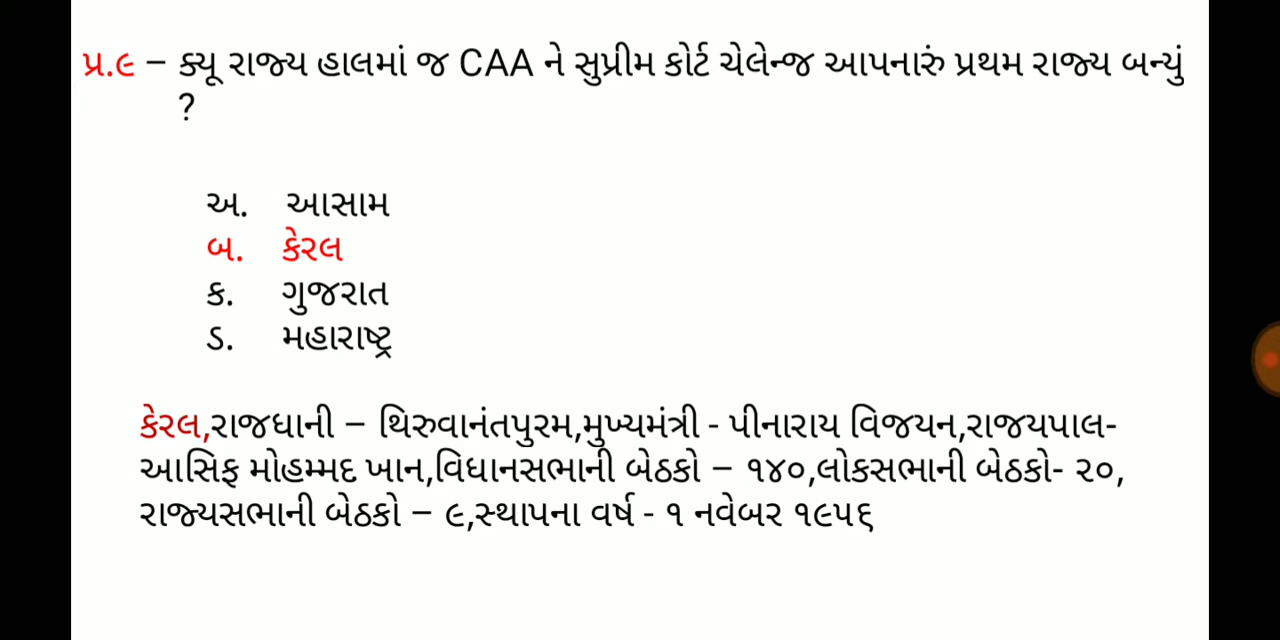 પ્ર.૯ – ક્યૂ રાજ્ય હાલમાં જ CAA ને સુપ્રીમ કોર્ટ ચેલેન્જ આપનારું પ્રથમ રાજ્ય બન્યું
?
અ. આસામ
બ. કેરલ
ક. ગુજરાત
ડ. મહારાષ્ટ્ર
કેરલ,રાજધાની – થિરુવાનંતપુરમ,મુખ્યમંત્રી - પીનારાય વિજયન,રાજયપાલ-
આસિફ મોહમ્મદ ખાન,વિધાનસભાની બેઠકો – ૧૪૦,લોકસભાની બેઠકો- ૨૦,
રાજ્યસભાની બેઠકો – ૯,સ્થાપના વર્ષ - ૧ નવેબર ૧૯૫૬